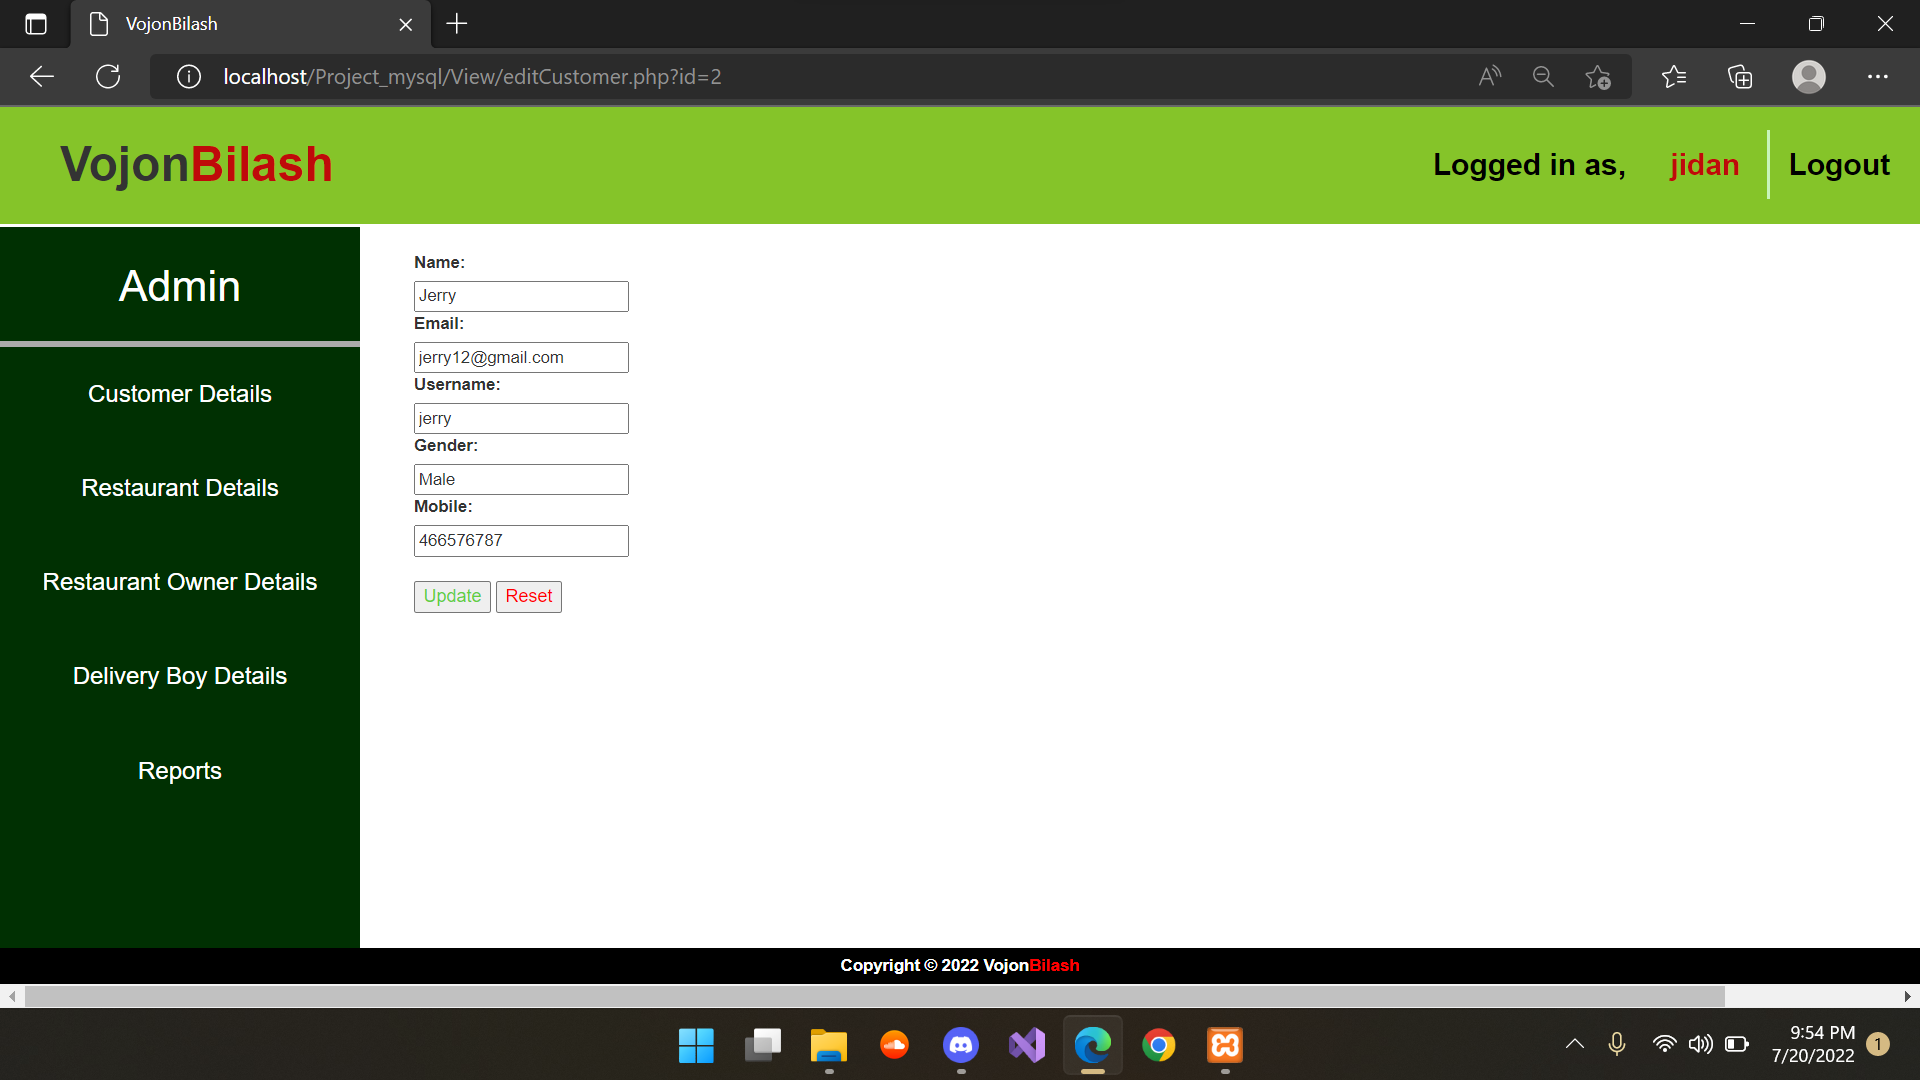 VojonBilash
localhost/Project_mysql/View/editCustomer.php?id=2
VojonBilash
Logged in as, jidan Logout
Admin
Customer Details
Restaurant Details
Restaurant Owner Details
Delivery Boy Details
Reports
Name:
Jerry
Email:
jerry12@gmail.com
Username:
jerry
Gender:
Male
Mobile:
466576787
Update Reset
Copyright © 2022 VojonBilash
9:54 PM
7/20/2022
1